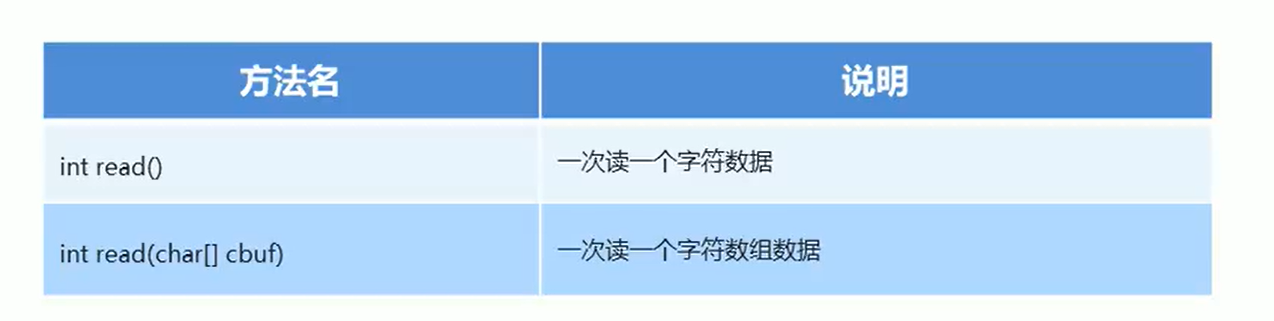 方法名 说明
int read() 一次读一个字符数据
int read(char[] cbuf) 一次读一个字符数组数据